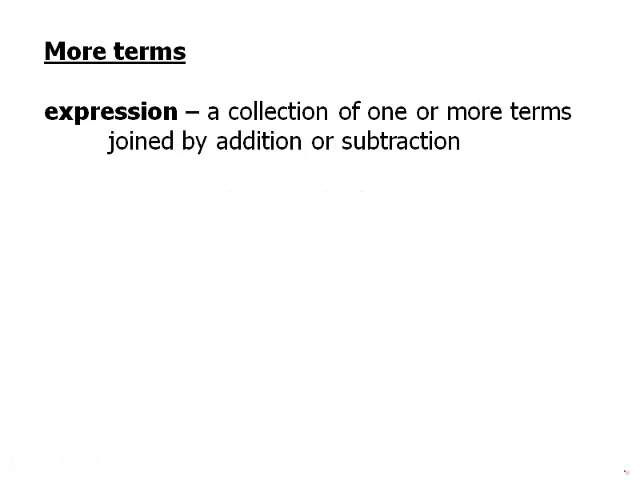 More terms
expression – a collection of one or more terms
joined by addition or subtraction